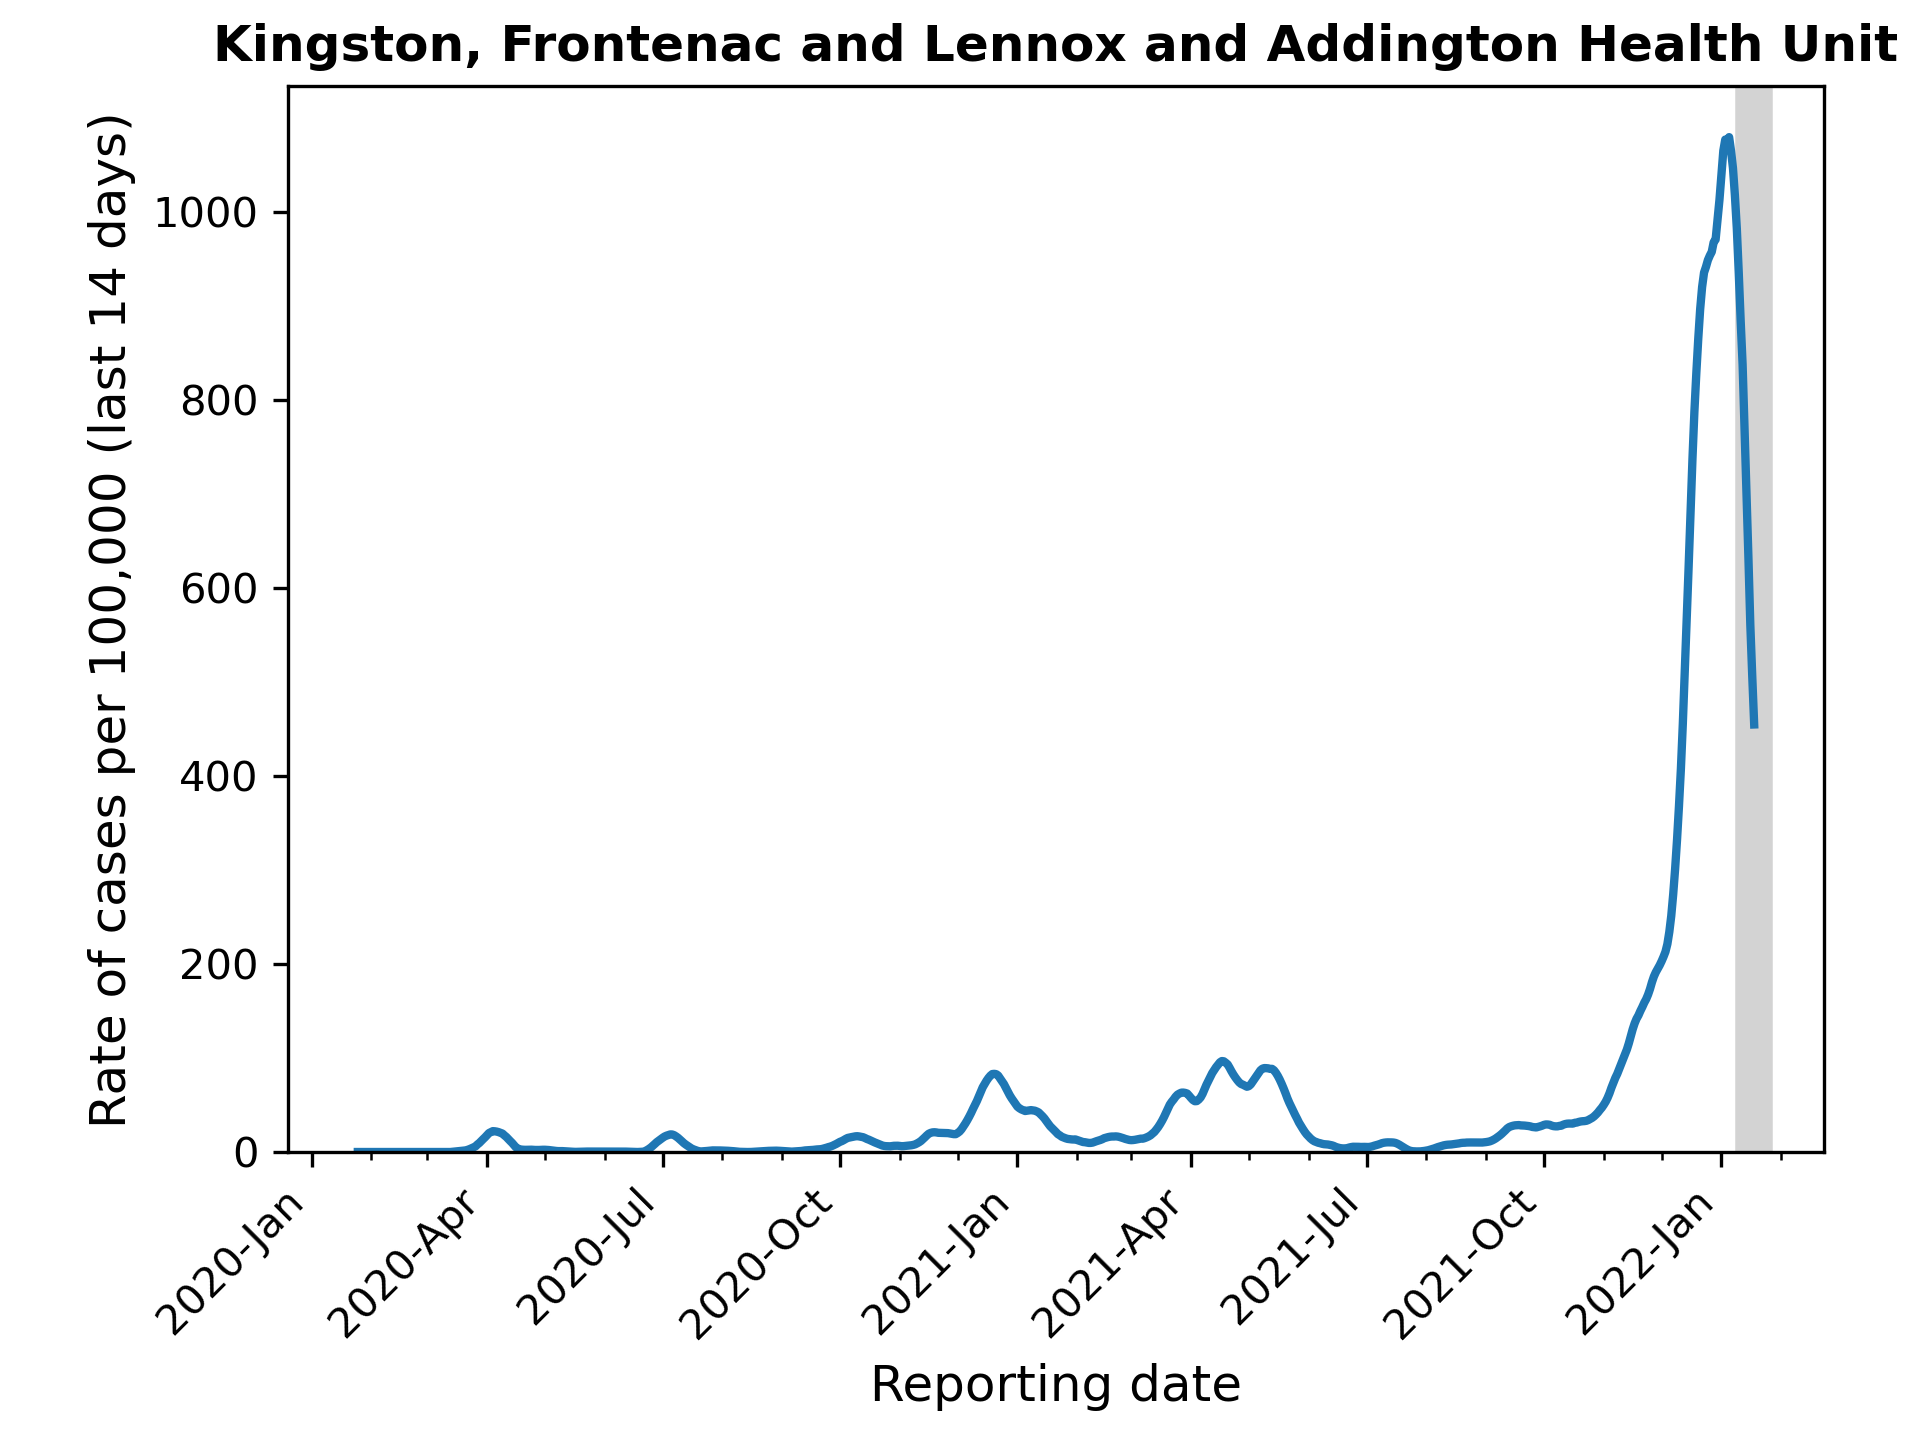 Kingston, Frontenac and Lennox and Addington Health Unit
Rate of cases per 100,000 (last 14 days)
1000
800
600
400
200
0
2020-Jan
2020-Apr
2020-Jul
2020-Oct
2021-Jan
2021-Apr
2021-Jul
2021-Oct
2022-Jan
Reporting date